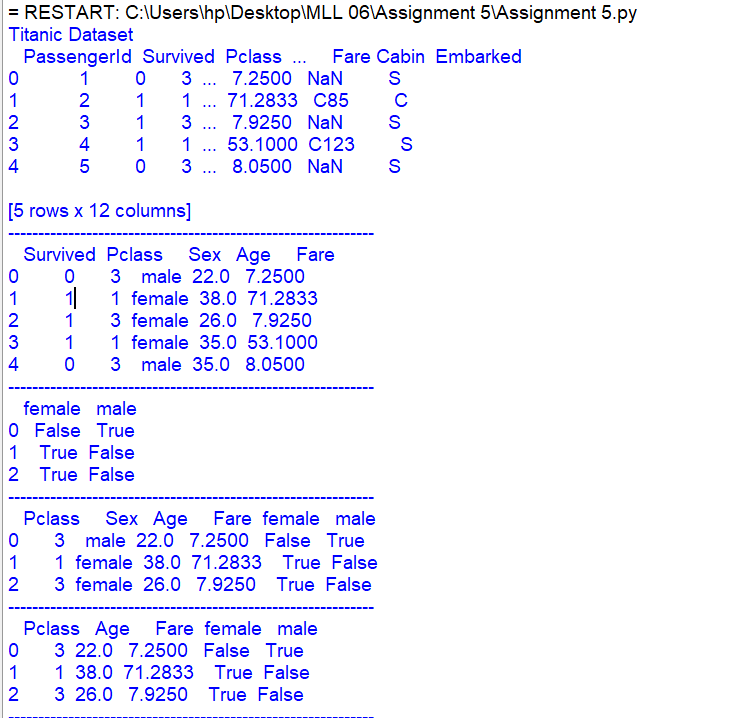 = RESTART: C:\Users\hp\Desktop\MLL 06\Assignment 5\Assignment 5.py
Titanic Dataset
PassengerId Survived Pclass ... Fare Cabin Embarked
0 1 0 3 ... 7.2500 NaN S
1 2 1 1 ... 71.2833 C85 C
2 3 1 3 ... 7.9250 NaN S
3 4 1 1 ... 53.1000 C123 S
4 5 0 3 ... 8.0500 NaN S
[5 rows x 12 columns]
--------------------------------------------------------------
Survived Pclass Sex Age Fare
0 0 3 male 22.0 7.2500
1 1 1 female 38.0 71.2833
2 1 3 female 26.0 7.9250
3 1 1 female 35.0 53.1000
4 0 3 male 35.0 8.0500
--------------------------------------------------------------
female male
0 False True
1 True False
2 True False
--------------------------------------------------------------
Pclass Sex Age Fare female male
0 3 male 22.0 7.2500 False True
1 1 female 38.0 71.2833 True False
2 3 female 26.0 7.9250 True False
--------------------------------------------------------------
Pclass Age Fare female male
0 3 22.0 7.2500 False True
1 1 38.0 71.2833 True False
2 3 26.0 7.9250 True False
--------------------------------------------------------------